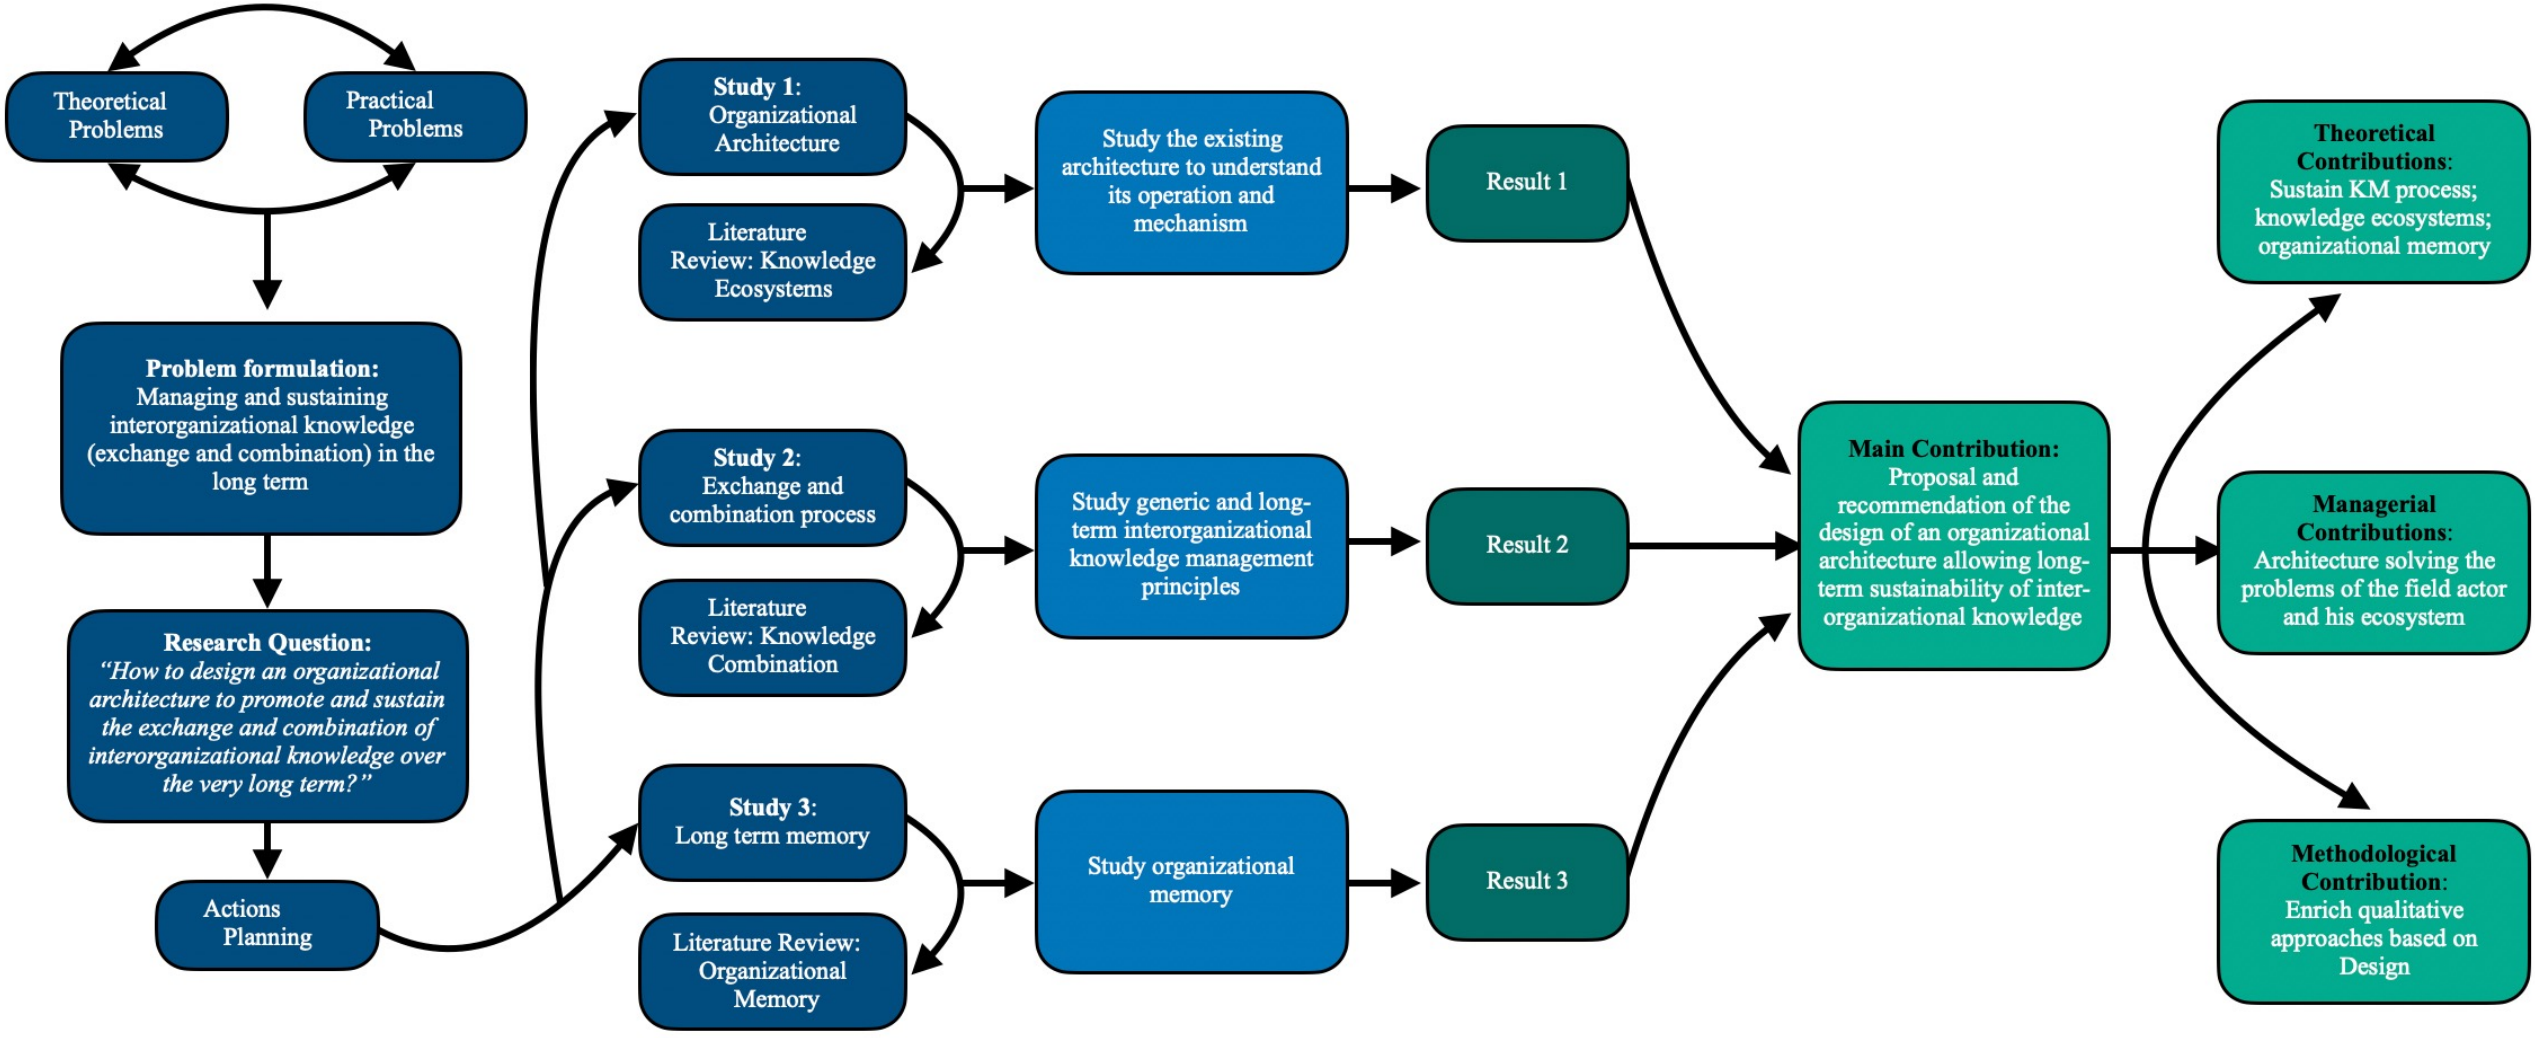 Theoretical
Problems
Practical
Problems
Problem formulation:
Managing and sustaining
interorganizational knowledge
(exchange and combination) in the
long term
Research Question:
“How to design an organizational
architecture to promote and sustain
the exchange and combination of
interorganizational knowledge over
the very long term?”
Actions
Planning
Study 1:
Organizational
Architecture
Literature
Review: Knowledge
Ecosystems
Study the existing
architecture to understand
its operation and
mechanism
Result 1
Study 2:
Exchange and
combination process
Literature
Review: Knowledge
Combination
Study generic and long-
term interorganizational
knowledge management
principles
Result 2
Study 3:
Long term memory
Literature Review:
Organizational
Memory
Study organizational
memory
Result 3
Main Contribution:
Proposal and
recommendation of the
design of an organizational
architecture allowing long-
term sustainability of inter-
organizational knowledge
Theoretical
Contributions:
Sustain KM process;
knowledge ecosystems;
organizational memory
Managerial
Contributions:
Architecture solving the
problems of the field actor
and his ecosystem
Methodological
Contribution:
Enrich qualitative
approaches based on
Design